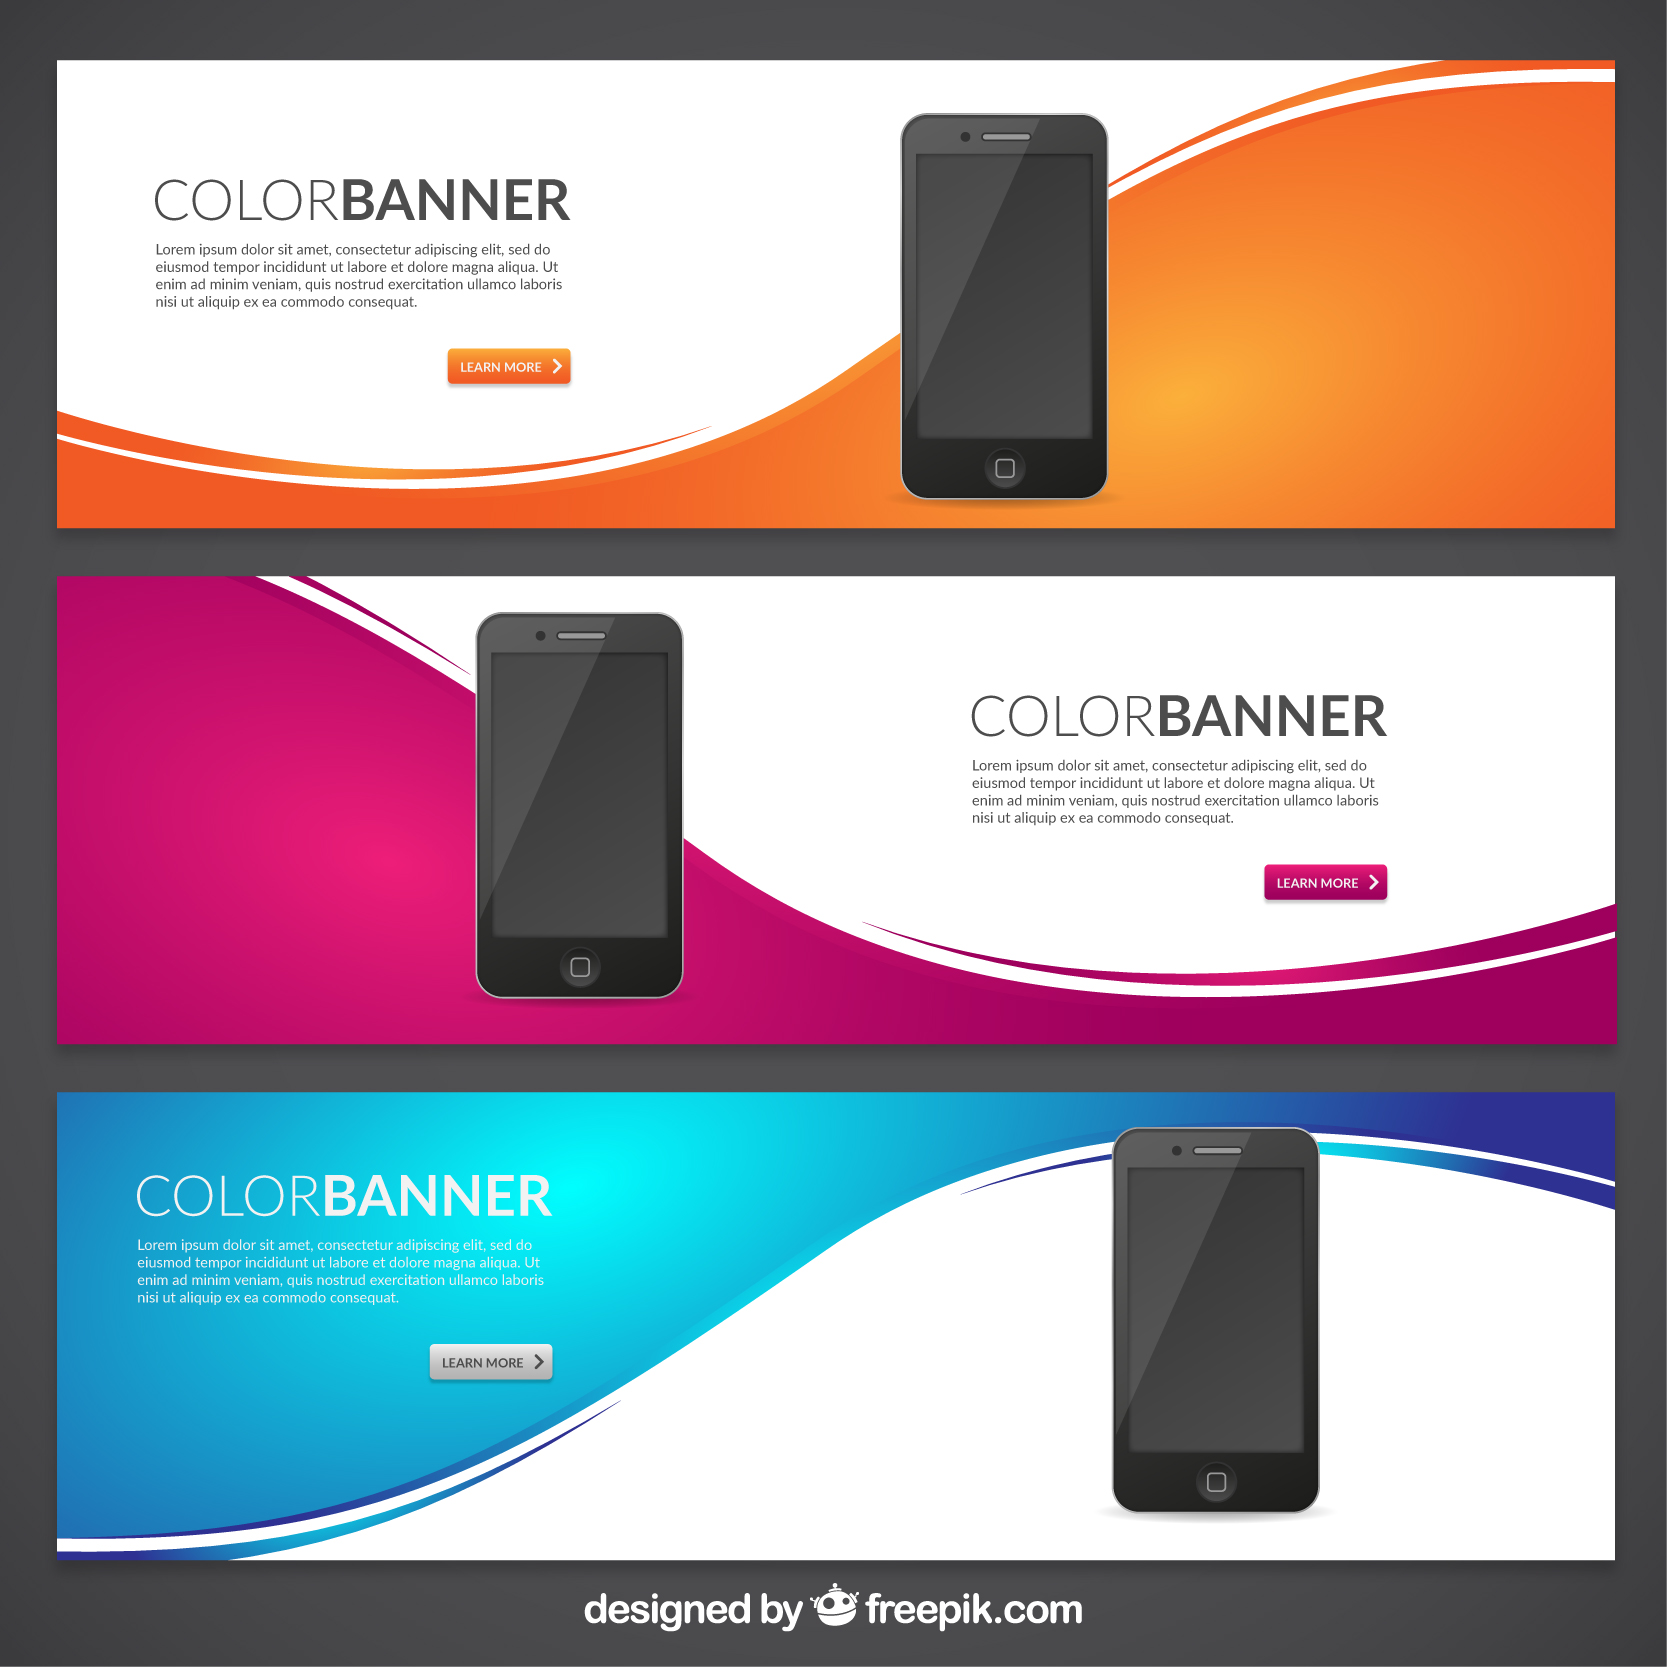 COLORBANNER
Lorem ipsum dolor sit amet, consectetur adipiscing elit, sed do
eiusmod tempor incididunt ut labore et dolore magna aliqua. Ut
enim ad minim veniam, quis nostrud exercitation ullamco laboris
nisi ut aliquip ex ea commodo consequat.
LEARN MORE
COLORBANNER
Lorem ipsum dolor sit amet, consectetur adipiscing elit, sed do
eiusmod tempor incididunt ut labore et dolore magna aliqua. Ut
enim ad minim veniam, quis nostrud exercitation ullamco laboris
nisi ut aliquip ex ea commodo consequat.
LEARN MORE
COLORBANNER
Lorem ipsum dolor sit amet, consectetur adipiscing elit, sed do
eiusmod tempor incididunt ut labore et dolore magna aliqua. Ut
enim ad minim veniam, quis nostrud exercitation ullamco laboris
nisi ut aliquip ex ea commodo consequat.
LEARN MORE
designed by freepik.com